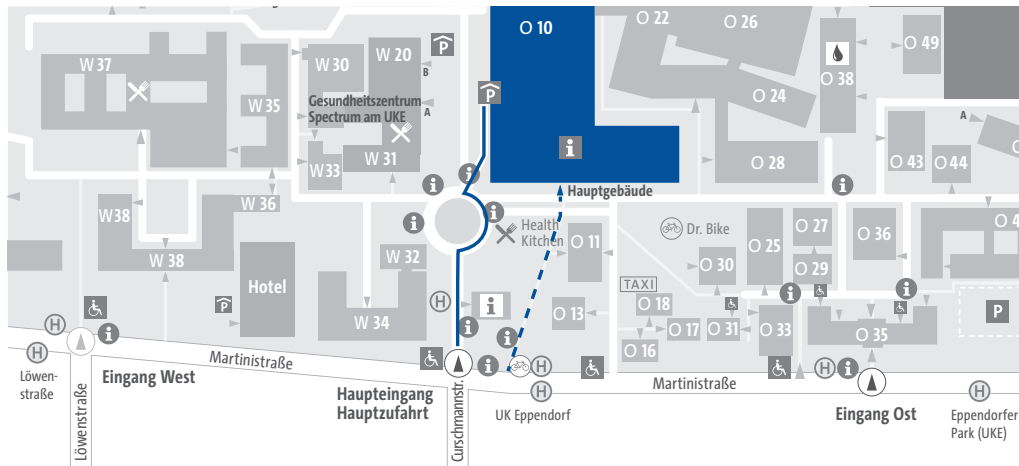 O 10
O 22
O 26
O 49
W 37
W 30
W 20
P
B
O 38
P
O 24
W 35
Gesundheitszentrum
Spectrum am UKE
A
A
A
O 43
O 44
W 31
W 33
O 28
i
Hauptgebäude
i
i
i
i
i
W 38
W 36
Health
Kitchen
O 11
Dr. Bike
O 25
O 27
O 36
O 4
W 38
W 32
O 30
O 29
Hotel
TAXI
P
H
i
O 18
i
i
P
W 34
O 13
O 17
O 31
O 33
O 35
H
i
i
i
O 16
H
Löwen-
straße
Martinistraße
i
H
H
i
Eingang West
Martinistraße
H
H
Löwenstraße
Haupteingang
Hauptzufahrt
Curschmannstr.
UK Eppendorf
Eingang Ost
Eppendorfer
Park (UKE)